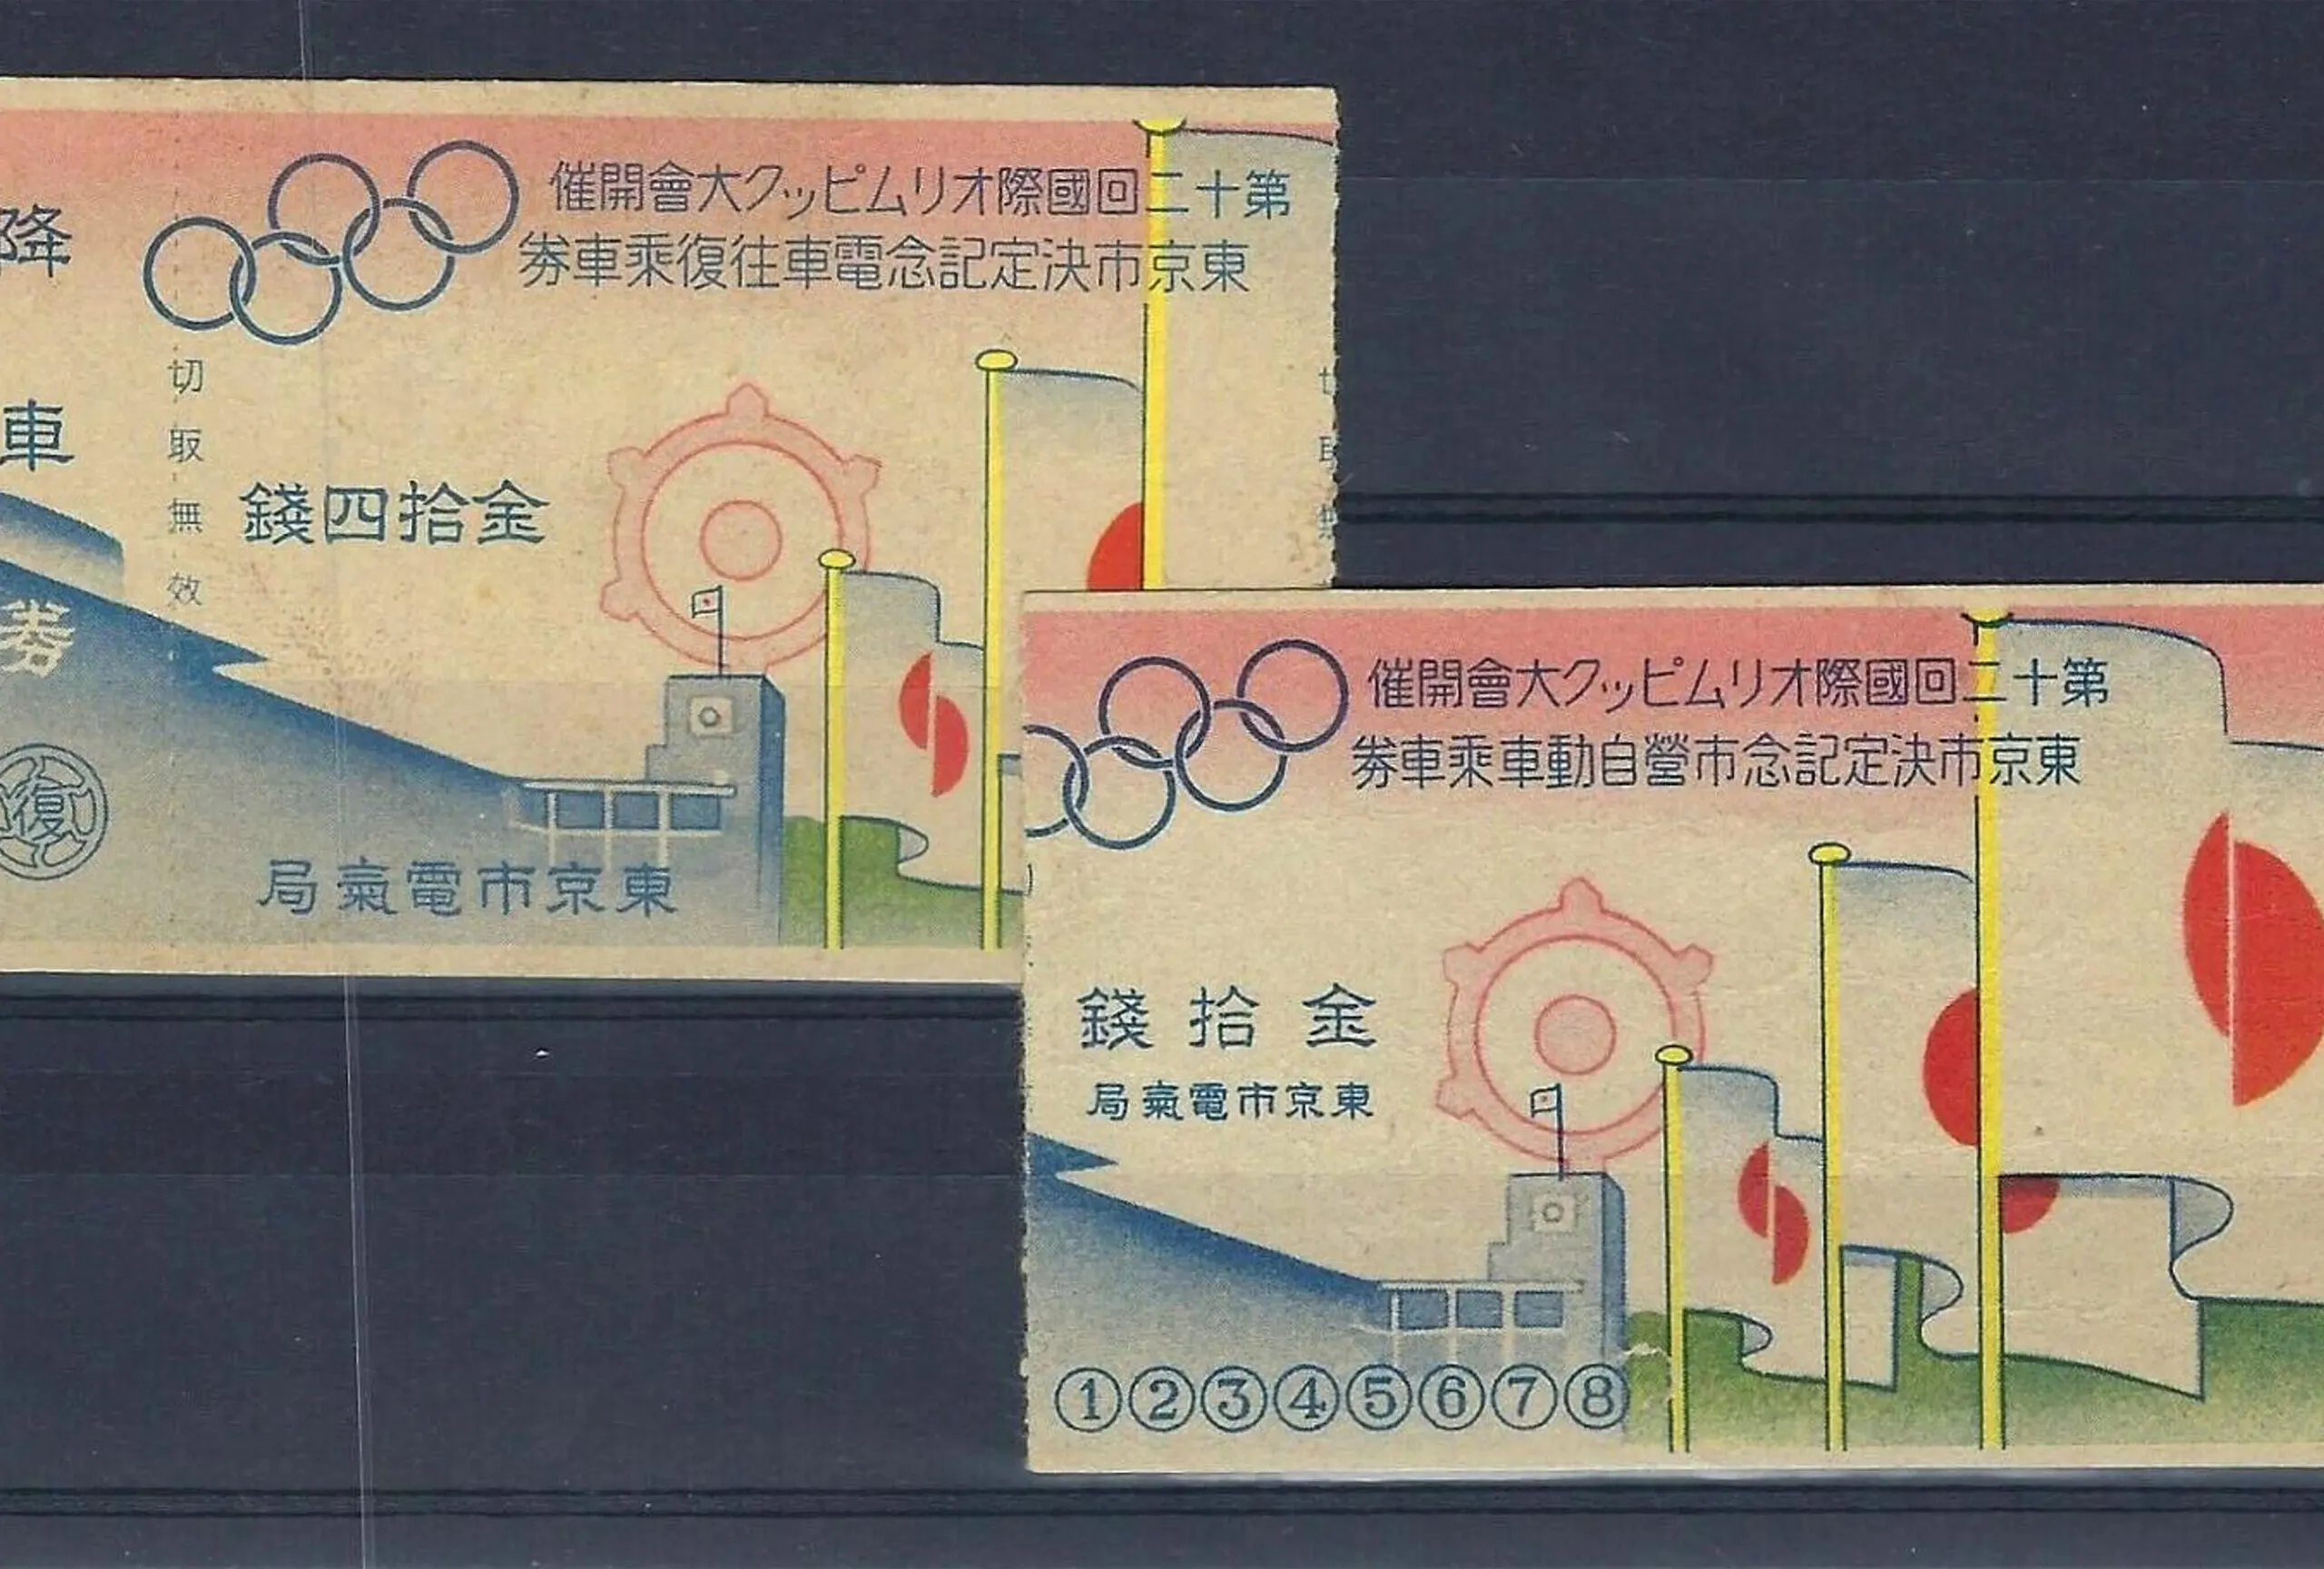 第十二回國際オリムピック大會開催
東京市決定記念電車往復乗車券
金拾四錢
東京市電氣局
切取無效
降車券
復
第十二回國際オリムピック大會開催
東京市決定記念市營自動車乗車券
金拾錢
東京市電氣局
①②③④⑤⑥⑦⑧